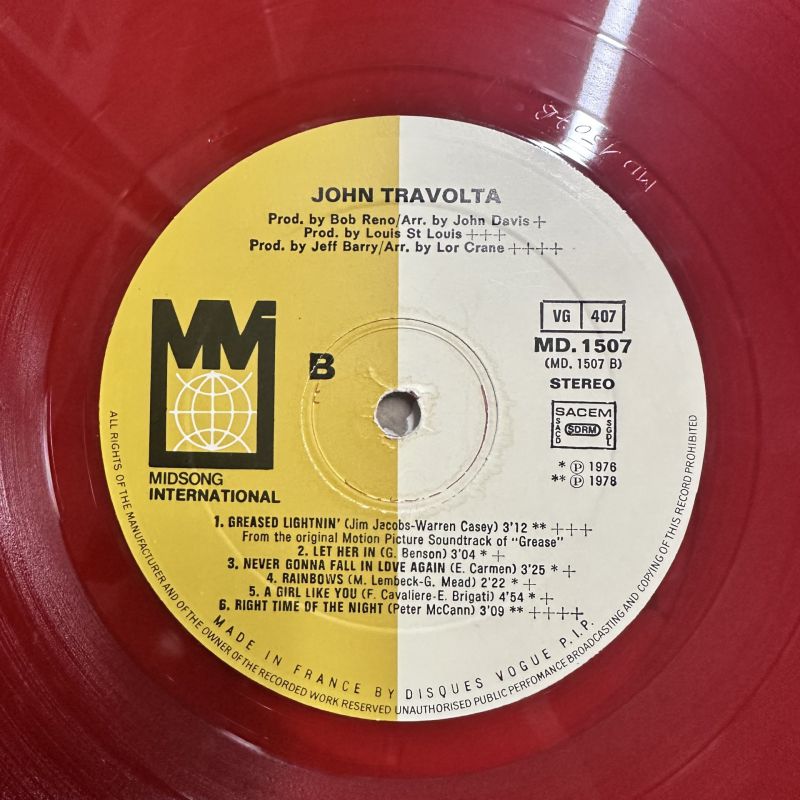 MD 1507 B
JOHN TRAVOLTA
Prod. by Bob Reno/Arr. by John Davis +
Prod. by Louis St Louis +++
Prod. by Jeff Barry/Arr. by Lor Crane ++++
MM
B
VG 407
MD. 1507
(MD. 1507 B)
STEREO
SACEM
SACD SDRM SGDL
* Ⓟ 1976
** Ⓟ 1978
MIDSONG
INTERNATIONAL
1. GREASED LIGHTNIN' (Jim Jacobs-Warren Casey) 3'12 ** +++
From the original Motion Picture Soundtrack of "Grease"
2. LET HER IN (G. Benson) 3'04 * +
3. NEVER GONNA FALL IN LOVE AGAIN (E. Carmen) 3'25 * +
4. RAINBOWS (M. Lembeck-G. Mead) 2'22 * +
5. A GIRL LIKE YOU (F. Cavaliere-E. Brigati) 4'54 * +
6. RIGHT TIME OF THE NIGHT (Peter McCann) 3'09 ** ++++
MADE IN FRANCE BY DISQUES VOGUE P.I.P.
ALL RIGHTS OF THE MANUFACTURER AND OF THE OWNER OF THE RECORDED WORK RESERVED UNAUTHORISED PUBLIC PERFOMANCE BROADCASTING AND COPYING OF THIS RECORD PROHIBITED